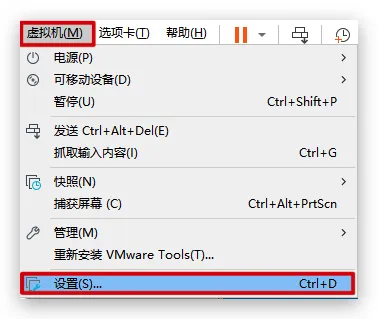 虚拟机(M) 选项卡(T) 帮助(H)
电源(P)
可移动设备(D)
暂停(U) Ctrl+Shift+P
发送 Ctrl+Alt+Del(E)
抓取输入内容(I) Ctrl+G
快照(N)
捕获屏幕 (C) Ctrl+Alt+PrtScn
管理(M)
重新安装 VMware Tools(T)...
设置(S)... Ctrl+D